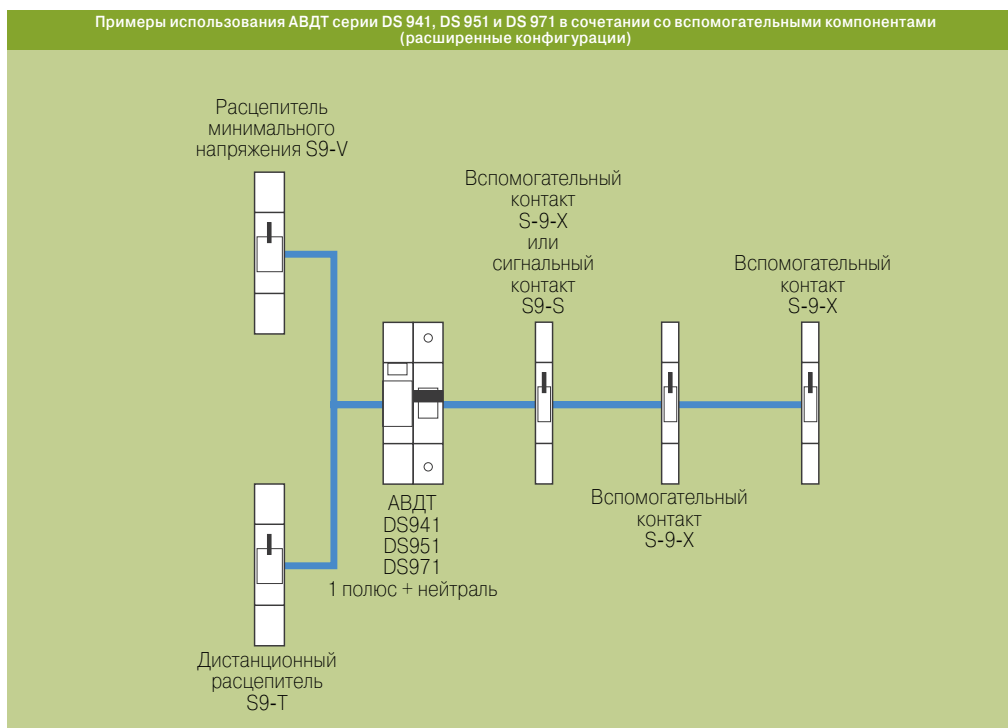 Примеры использования АВДТ серии DS 941, DS 951 и DS 971 в сочетании со вспомогательными компонентами
(расширенные конфигурации)
Расцепитель
минимального
напряжения S9-V
Вспомогательный
контакт
S-9-X
или
сигнальный
контакт
S9-S
Вспомогательный
контакт
S-9-X
АВДТ
DS941
DS951
DS971
1 полюс + нейтраль
Вспомогательный
контакт
S-9-X
Дистанционный
расцепитель
S9-T